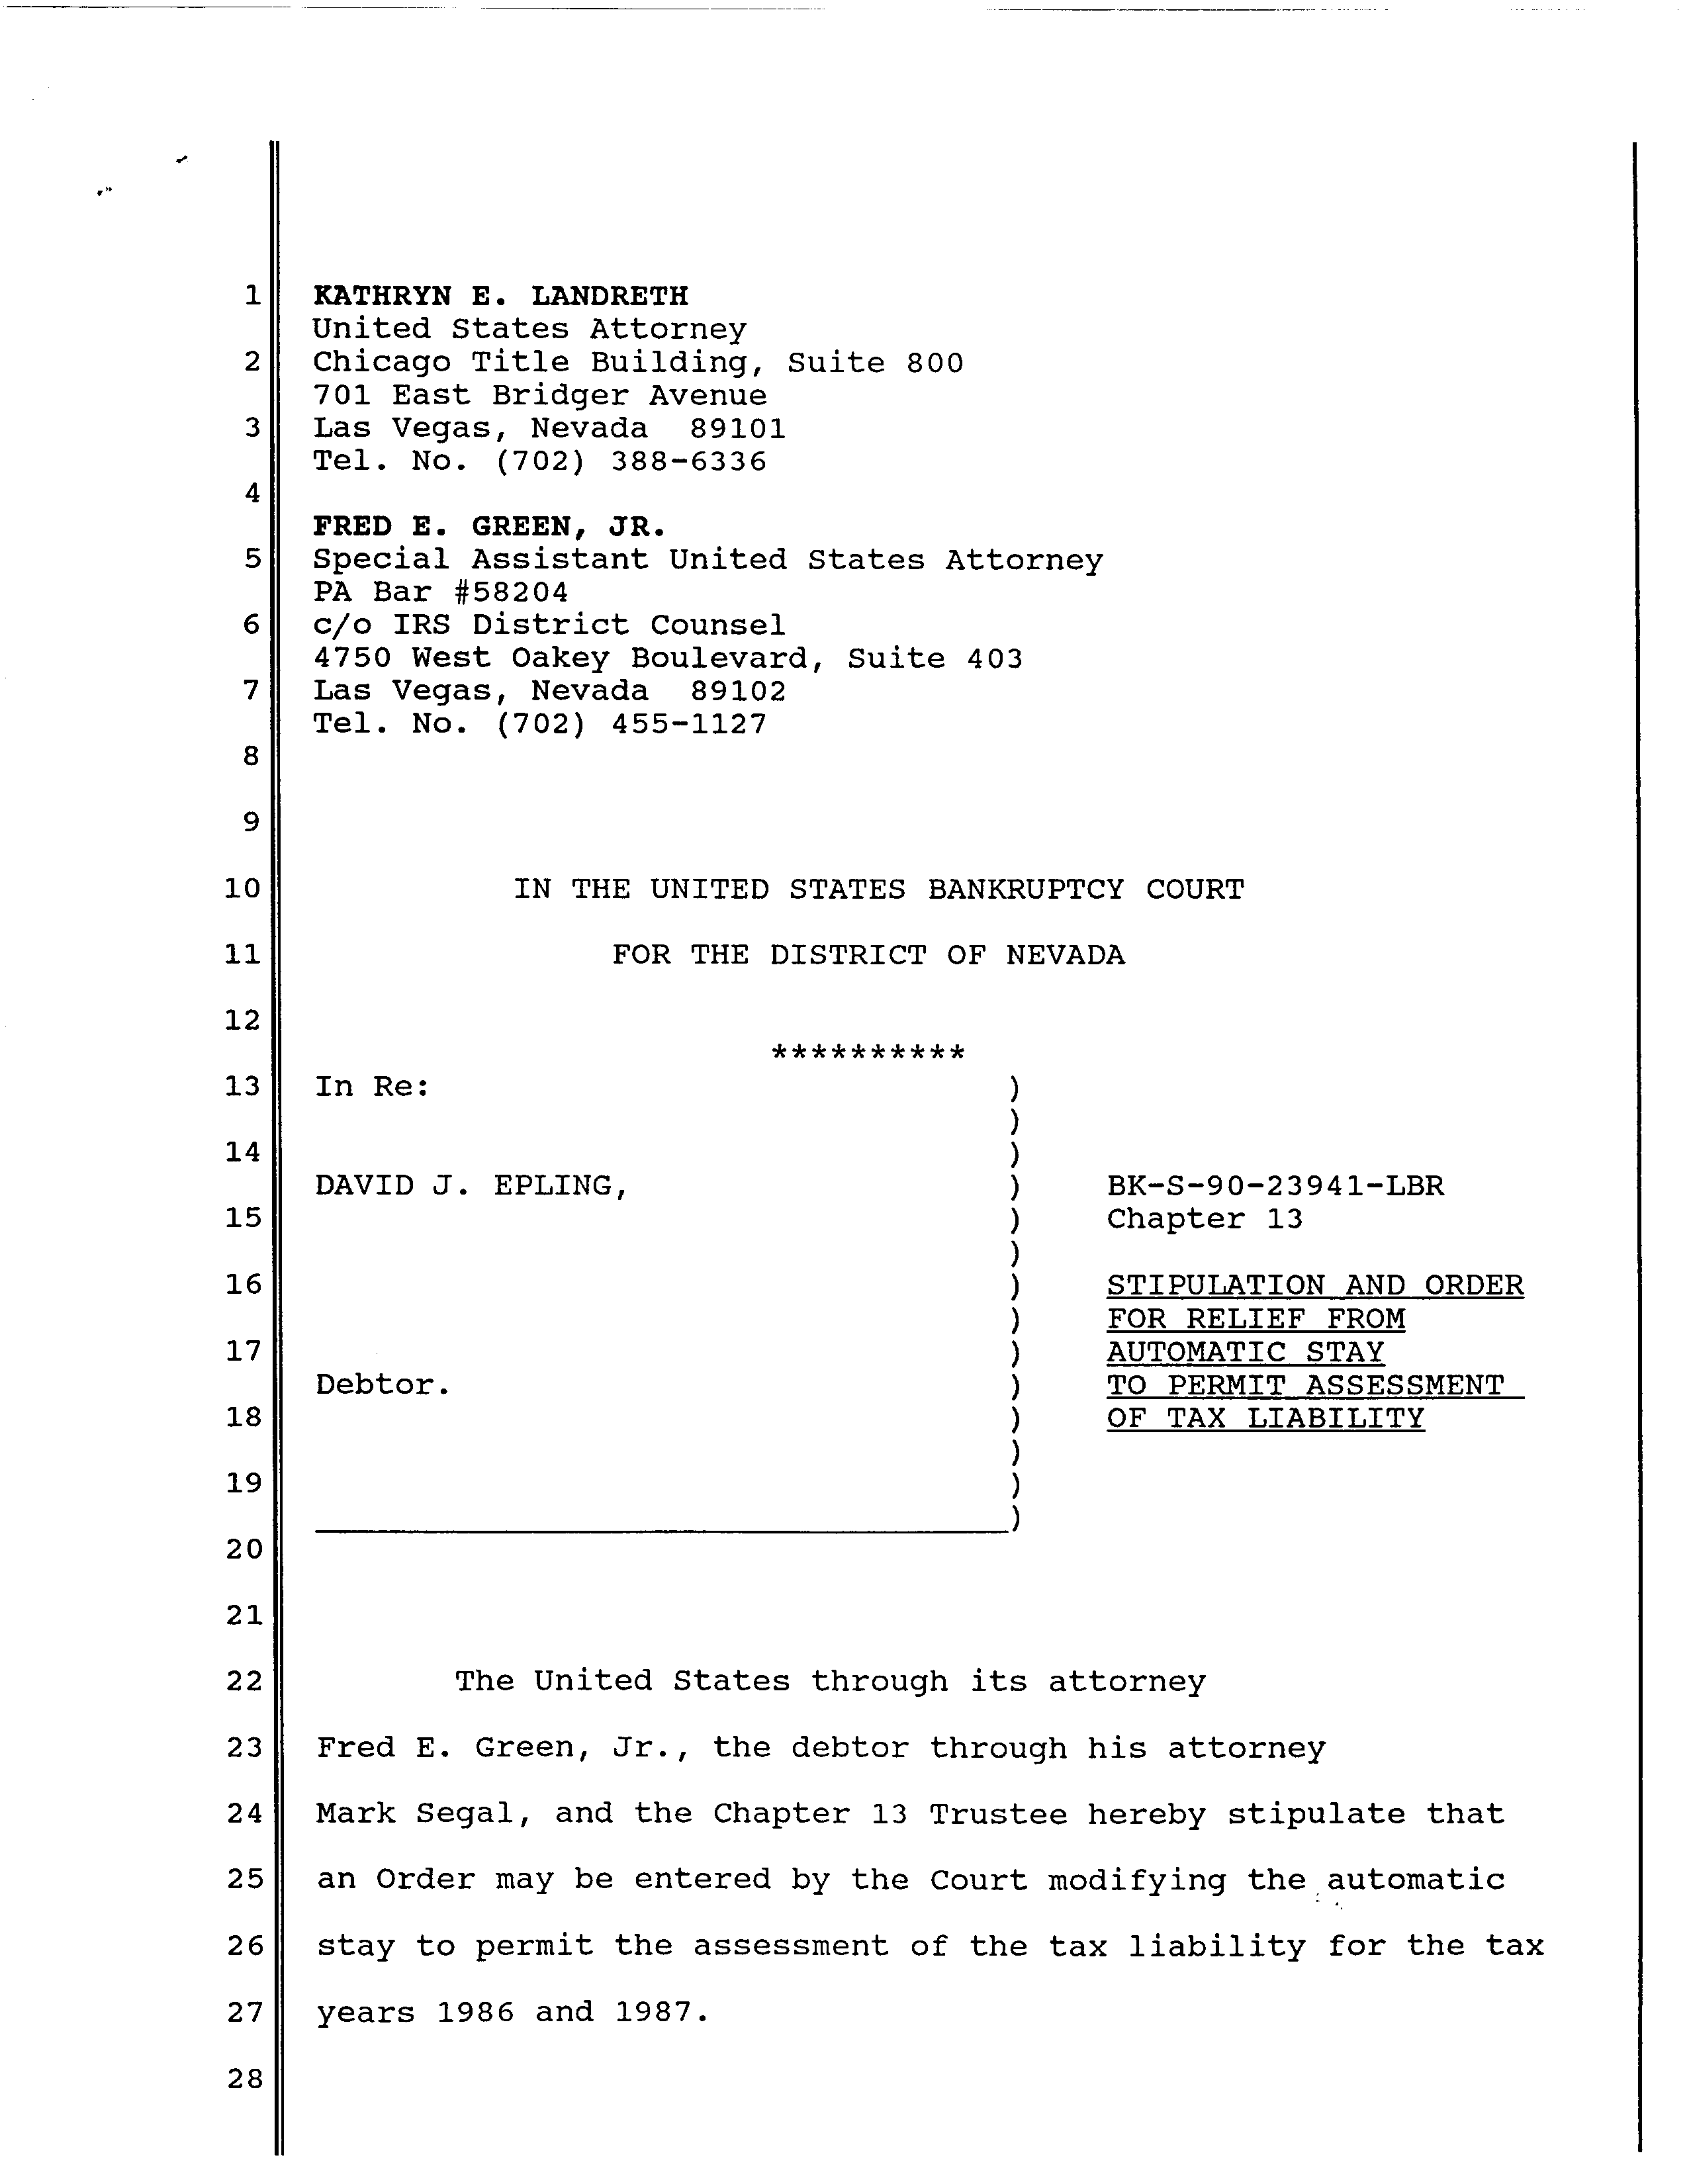 1 KATHRYN E. LANDRETH
United States Attorney
2 Chicago Title Building, Suite 800
701 East Bridger Avenue
3 Las Vegas, Nevada 89101
Tel. No. (702) 388-6336
4
FRED E. GREEN, JR.
5 Special Assistant United States Attorney
PA Bar #58204
6 c/o IRS District Counsel
4750 West Oakey Boulevard, Suite 403
7 Las Vegas, Nevada 89102
Tel. No. (702) 455-1127
8
9
10 IN THE UNITED STATES BANKRUPTCY COURT
11 FOR THE DISTRICT OF NEVADA
12
**********
13 In Re: )
)
14 )
DAVID J. EPLING, ) BK-S-90-23941-LBR
15 ) Chapter 13
)
16 ) STIPULATION AND ORDER
) FOR RELIEF FROM
17 ) AUTOMATIC STAY
Debtor. ) TO PERMIT ASSESSMENT
18 ) OF TAX LIABILITY
)
19 )
)
20
21
22 The United States through its attorney
23 Fred E. Green, Jr., the debtor through his attorney
24 Mark Segal, and the Chapter 13 Trustee hereby stipulate that
25 an Order may be entered by the Court modifying the automatic
26 stay to permit the assessment of the tax liability for the tax
27 years 1986 and 1987.
28